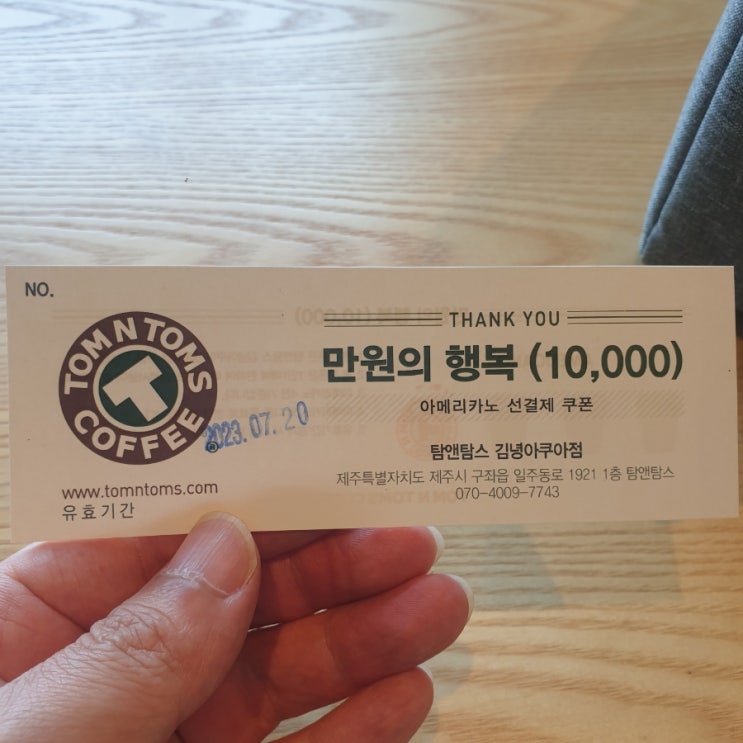 NO.
TOM N TOMS
COFFEE
2023.07.20
www.tomntoms.com
유효기간
THANK YOU
만원의 행복 (10,000)
아메리카노 선결제 쿠폰
탐앤탐스 김녕아쿠아점
제주특별자치도 제주시 구좌읍 일주동로 1921 1층 탐앤탐스
070-4009-7743